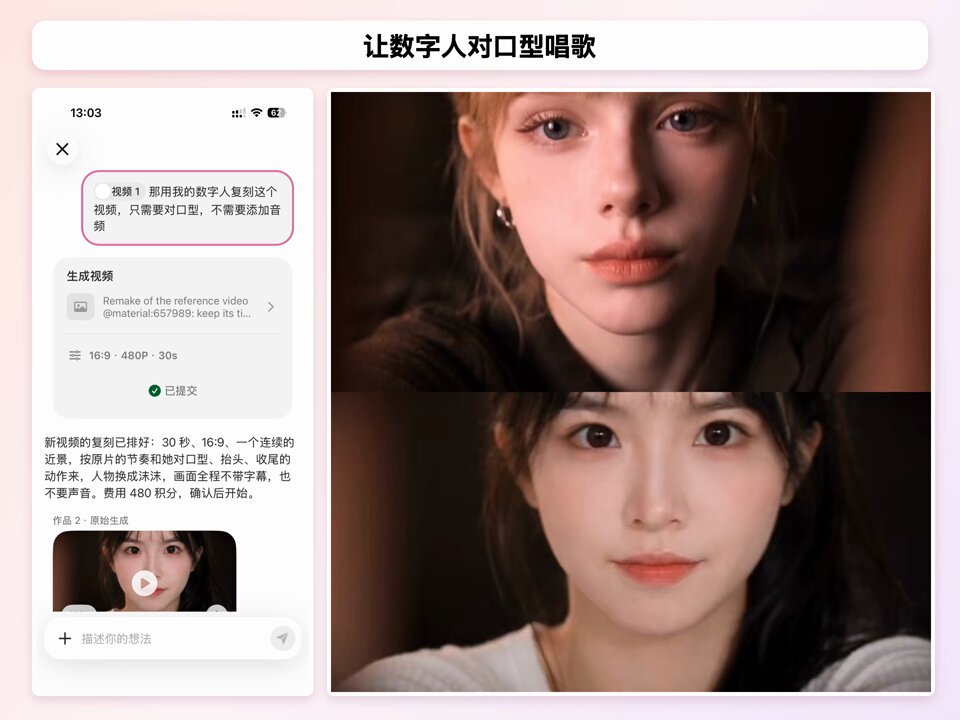 让数字人对口型唱歌
13:03
62
视频 1 那用我的数字人复刻这个
视频，只需要对口型，不需要添加音
频
生成视频
Remake of the reference video
@material:657989: keep its ti...
16:9 · 480P · 30s
已提交
新视频的复刻已排好：30 秒、16:9、一个连续的
近景，按原片的节奏和她对口型、抬头、收尾的
动作来，人物换成沫沫，画面全程不带字幕，也
不要声音。费用 480 积分，确认后开始。
作品 2 · 原始生成
描述你的想法